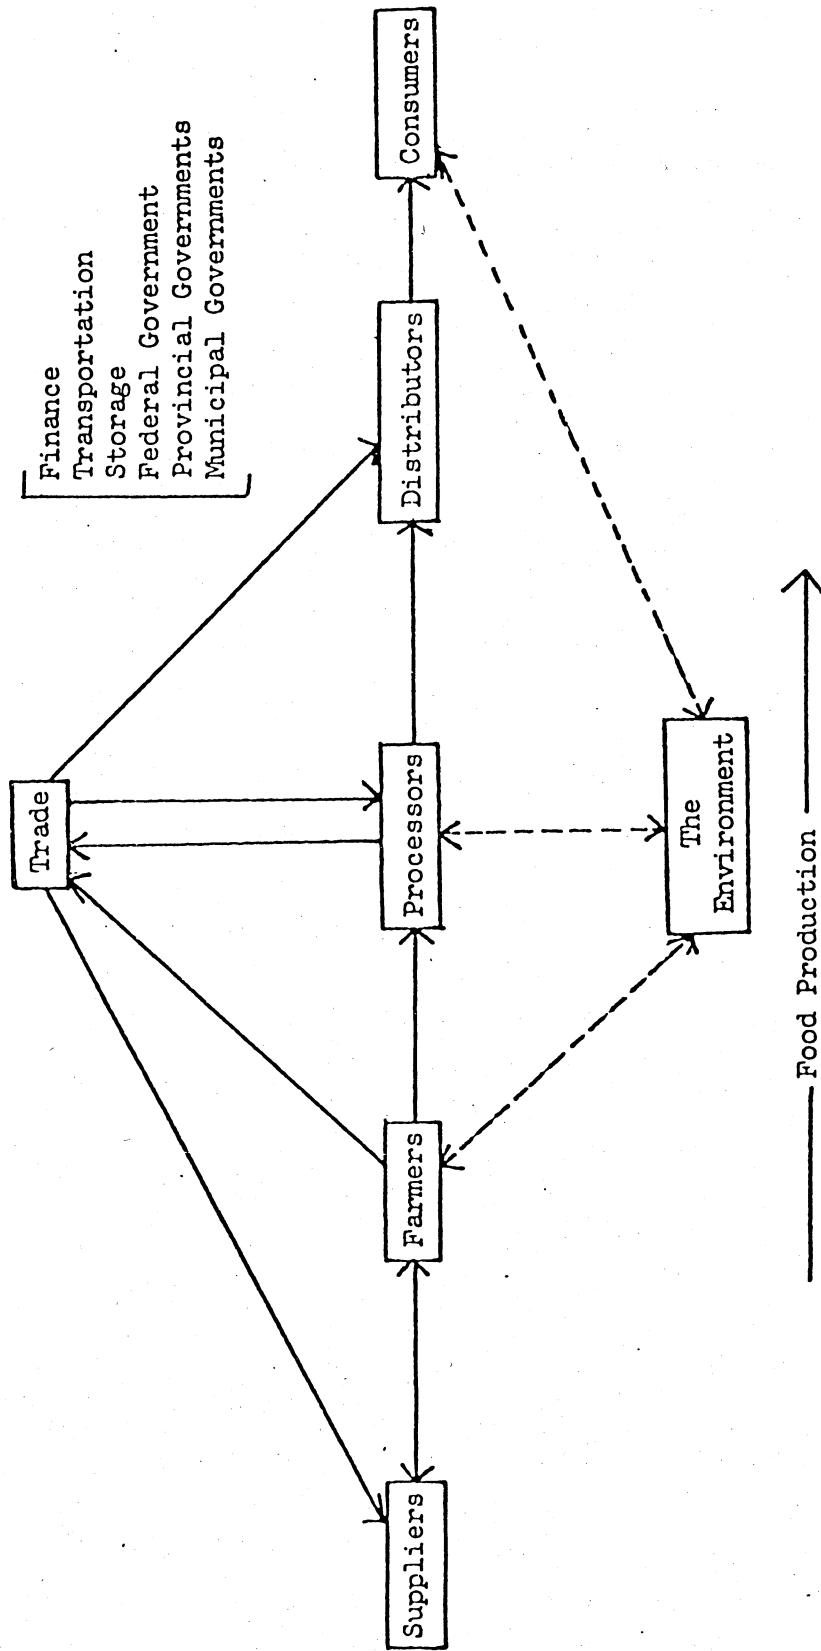 Finance
Transportation
Storage
Federal Government
Provincial Governments
Municipal Governments
Trade
Suppliers
Farmers
Processors
Distributors
Consumers
The
Environment
Food Production